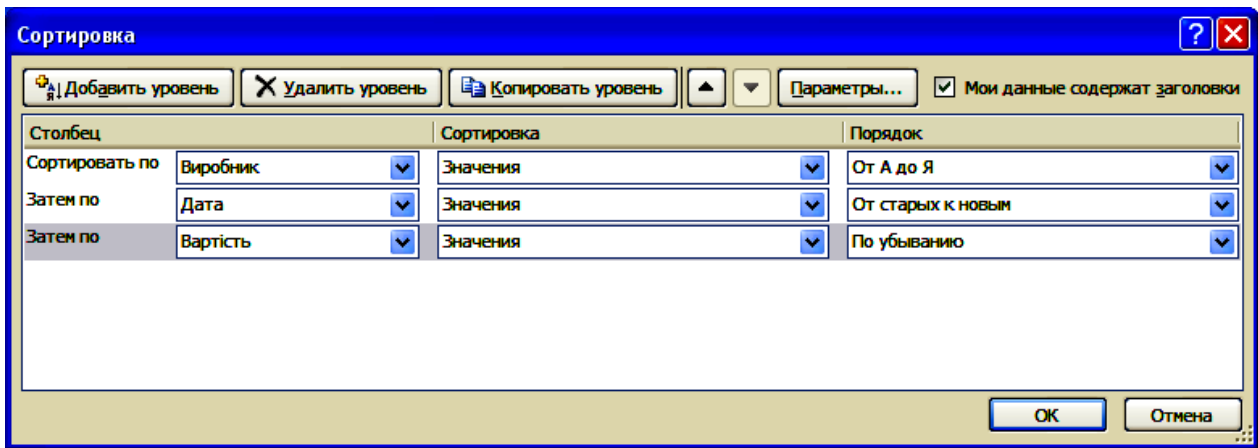 Сортировка
Добавить уровень Удалить уровень Копировать уровень Параметры... Мои данные содержат заголовки
Столбец Сортировка Порядок
Сортировать по Виробник Значения От А до Я
Затем по Дата Значения От старых к новым
Затем по Вартість Значения По убыванию
ОК Отмена